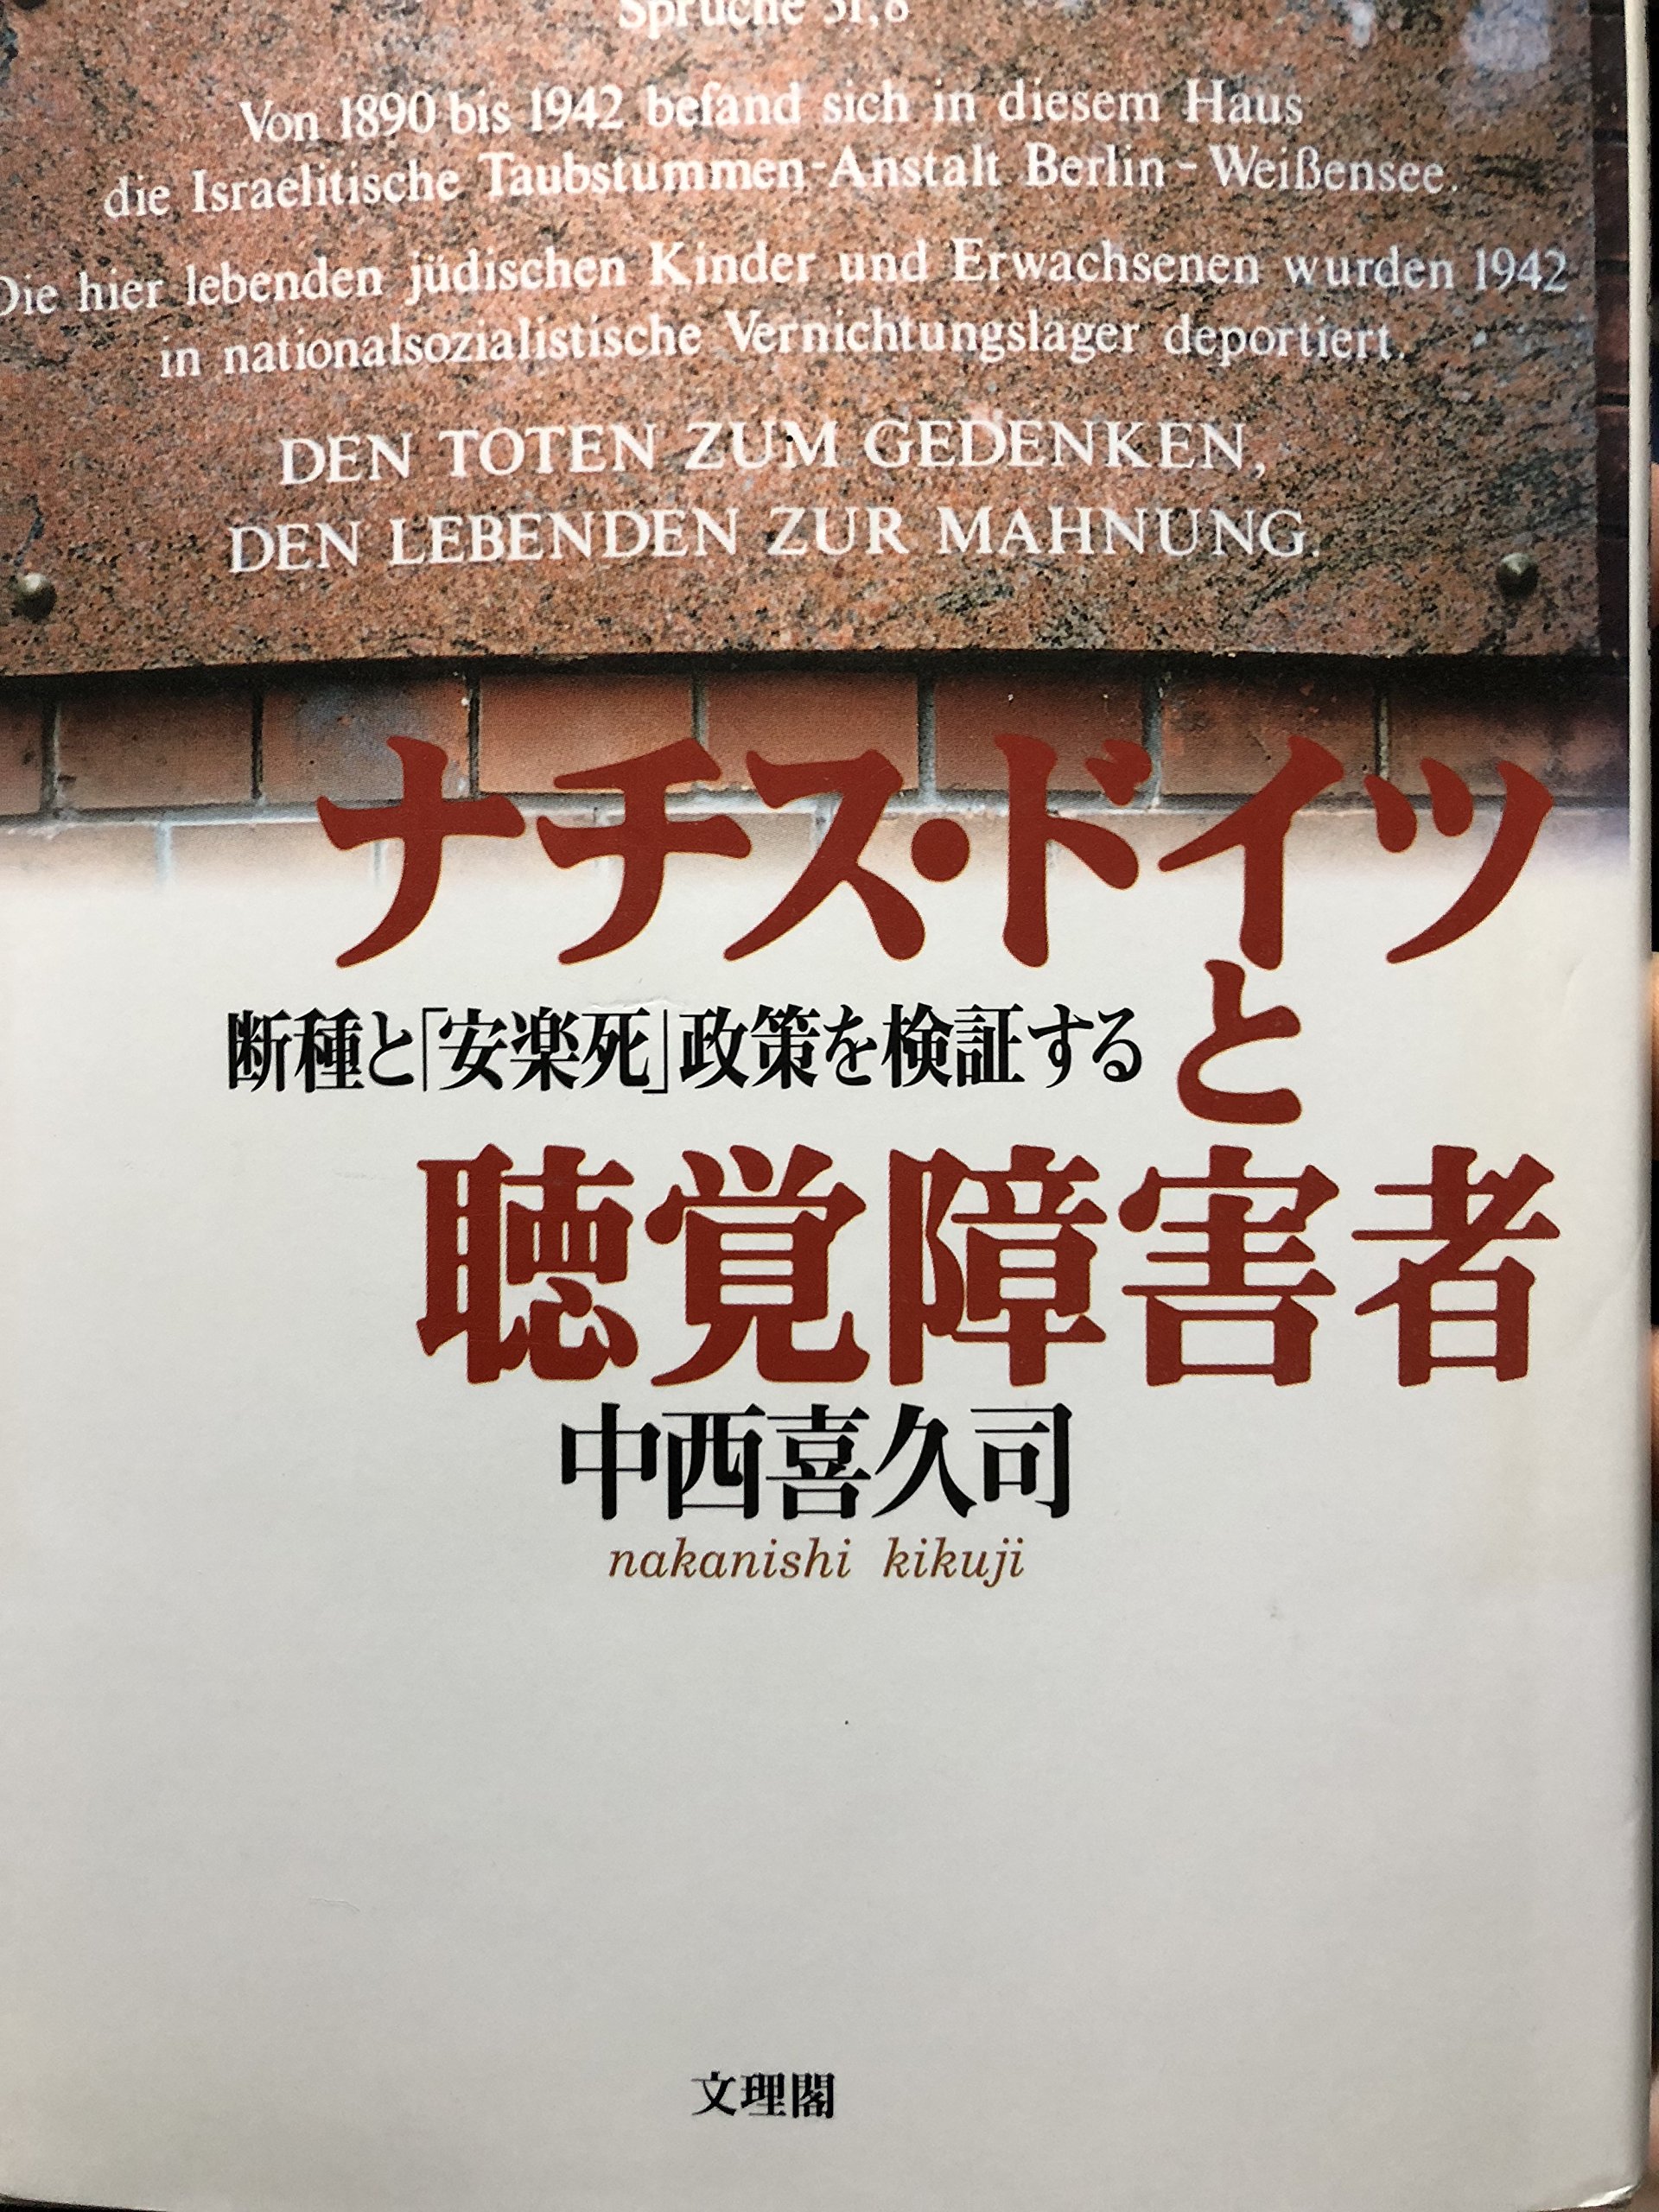 Sprüche 31,8
Von 1890 bis 1942 befand sich in diesem Haus
die Israelitische Taubstummen-Anstalt Berlin-Weißensee.
Die hier lebenden jüdischen Kinder und Erwachsenen wurden 1942
in nationalsozialistische Vernichtungslager deportiert.
DEN TOTEN ZUM GEDENKEN,
DEN LEBENDEN ZUR MAHNUNG.
ナチス・ドイツ
と
断種と「安楽死」政策を検証する
聴覚障害者
中西喜久司
nakanishi kikuji
文理閣